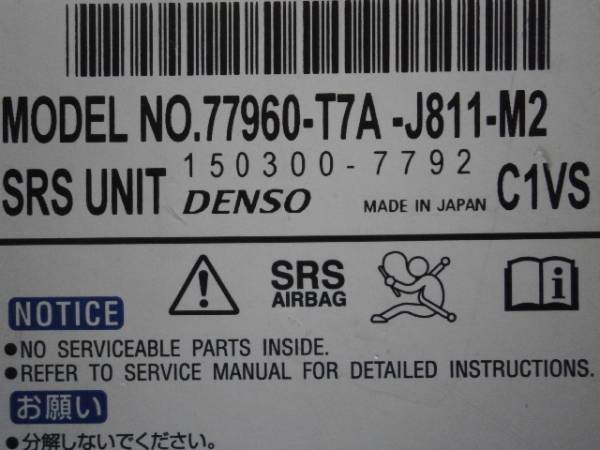 MODEL NO.77960-T7A -J811-M2
150300-7792
SRS UNIT DENSO MADE IN JAPAN C1VS
SRS
AIRBAG
NOTICE
●NO SERVICEABLE PARTS INSIDE.
●REFER TO SERVICE MANUAL FOR DETAILED INSTRUCTIONS.
お願い
●分解しないでください。